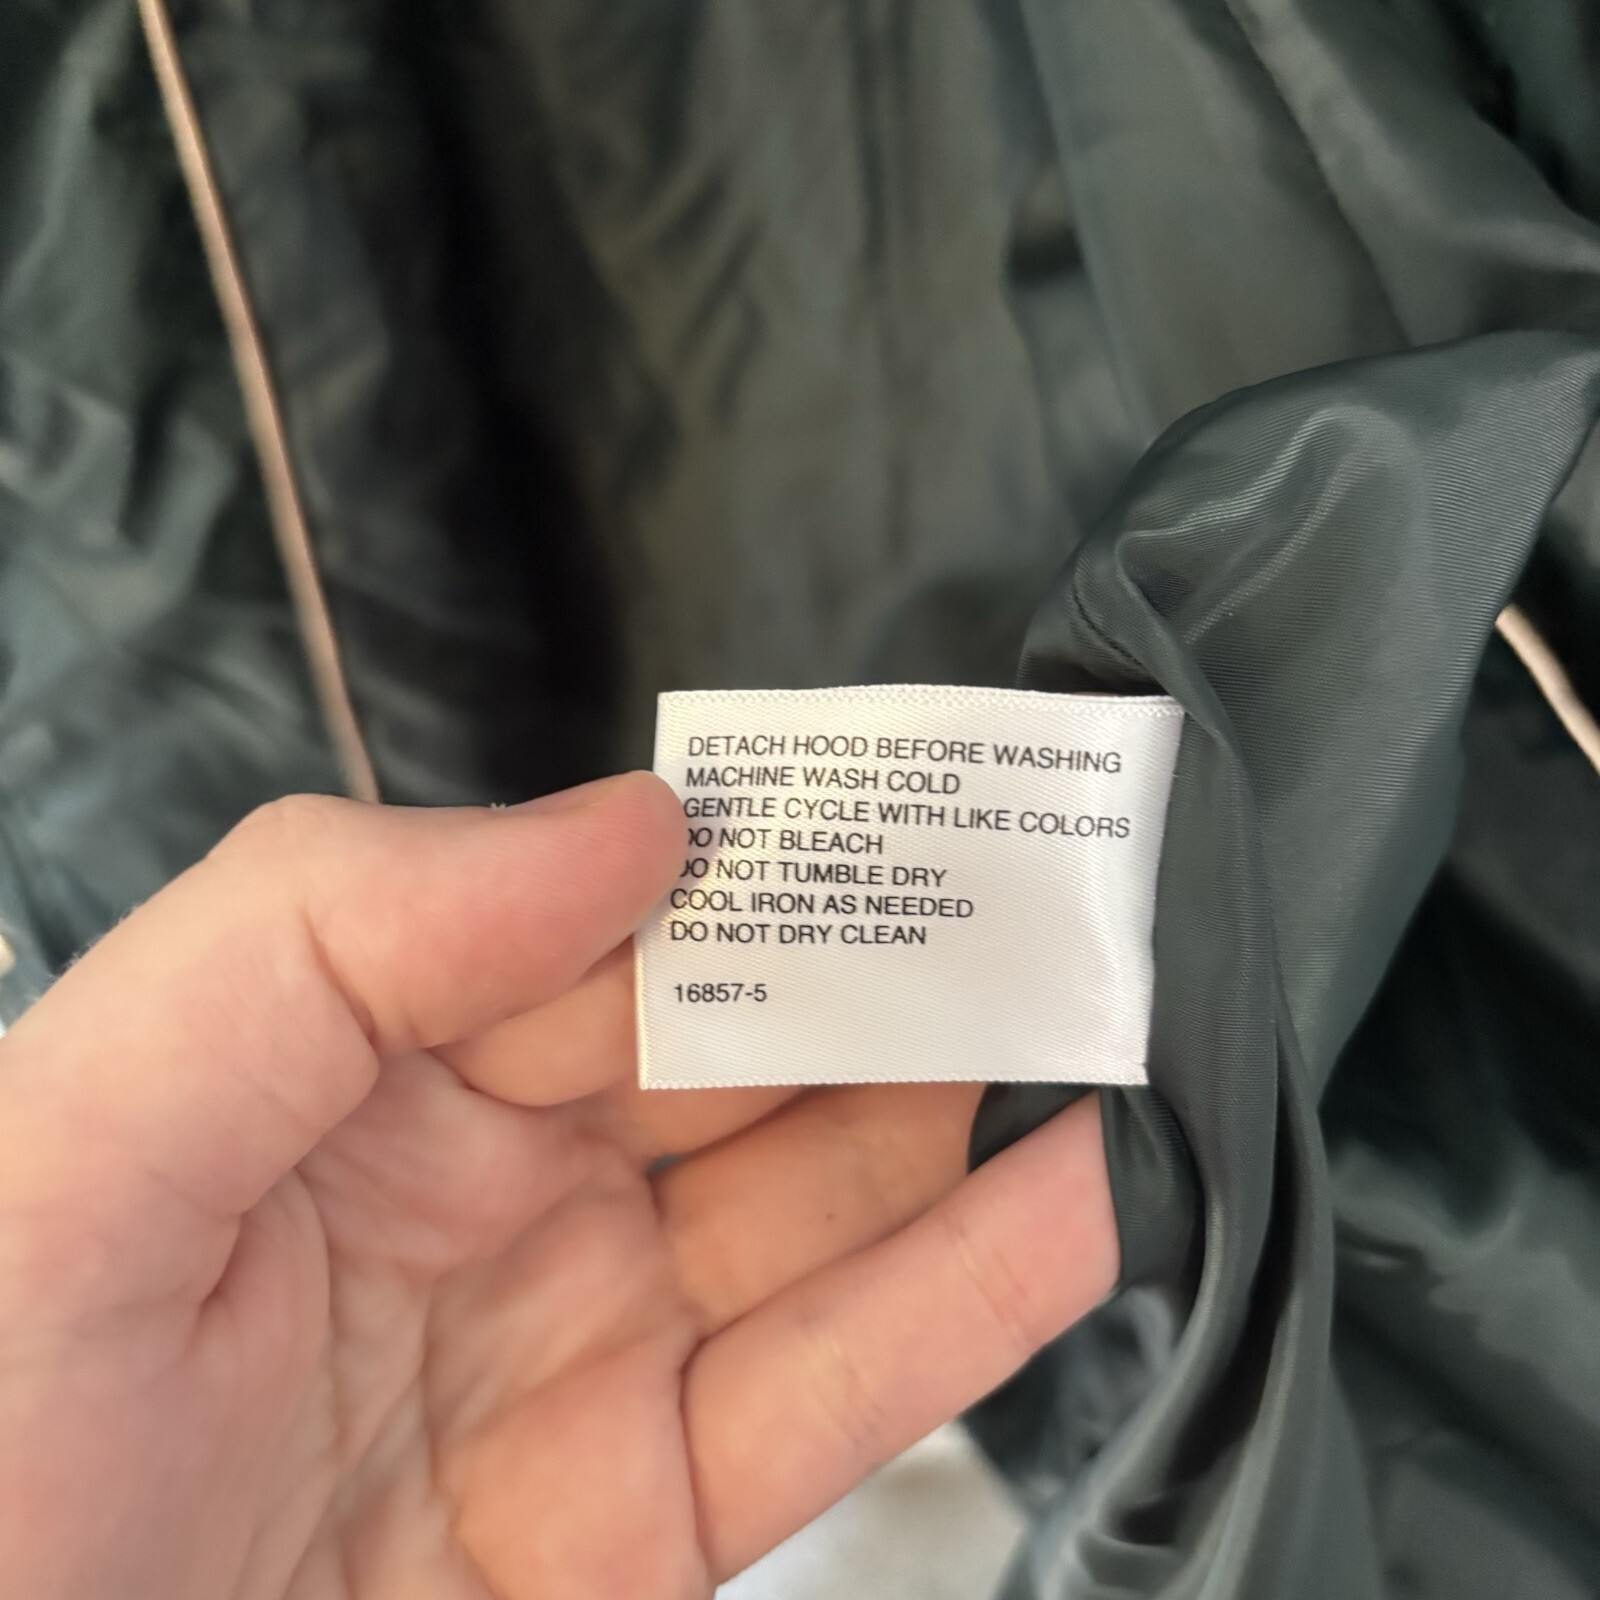 DETACH HOOD BEFORE WASHING
MACHINE WASH COLD
GENTLE CYCLE WITH LIKE COLORS
DO NOT BLEACH
DO NOT TUMBLE DRY
COOL IRON AS NEEDED
DO NOT DRY CLEAN
16857-5